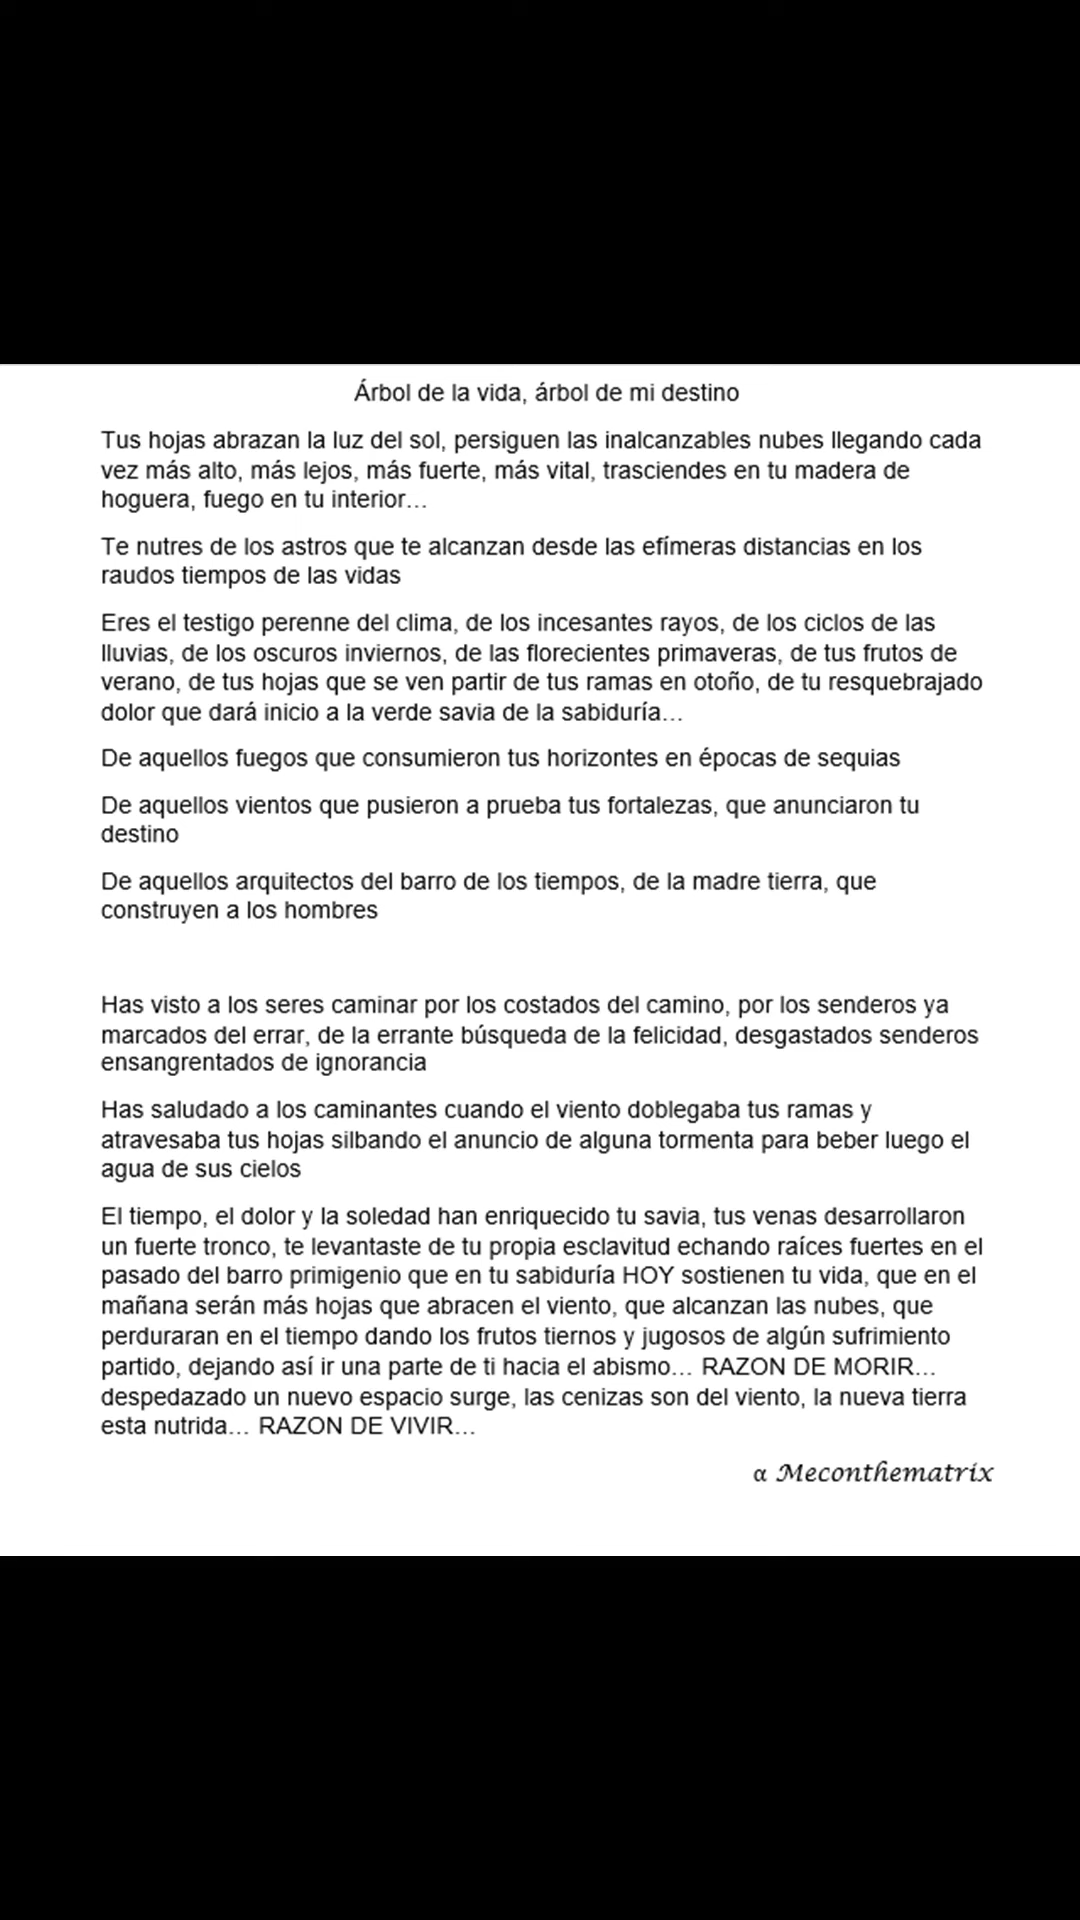 Árbol de la vida, árbol de mi destino
Tus hojas abrazan la luz del sol, persiguen las inalcanzables nubes llegando cada
vez más alto, más lejos, más fuerte, más vital, trasciendes en tu madera de
hoguera, fuego en tu interior...
Te nutres de los astros que te alcanzan desde las efímeras distancias en los
raudos tiempos de las vidas
Eres el testigo perenne del clima, de los incesantes rayos, de los ciclos de las
lluvias, de los oscuros inviernos, de las florecientes primaveras, de tus frutos de
verano, de tus hojas que se ven partir de tus ramas en otoño, de tu resquebrajado
dolor que dará inicio a la verde savia de la sabiduría...
De aquellos fuegos que consumieron tus horizontes en épocas de sequias
De aquellos vientos que pusieron a prueba tus fortalezas, que anunciaron tu
destino
De aquellos arquitectos del barro de los tiempos, de la madre tierra, que
construyen a los hombres
Has visto a los seres caminar por los costados del camino, por los senderos ya
marcados del errar, de la errante búsqueda de la felicidad, desgastados senderos
ensangrentados de ignorancia
Has saludado a los caminantes cuando el viento doblegaba tus ramas y
atravesaba tus hojas silbando el anuncio de alguna tormenta para beber luego el
agua de sus cielos
El tiempo, el dolor y la soledad han enriquecido tu savia, tus venas desarrollaron
un fuerte tronco, te levantaste de tu propia esclavitud echando raíces fuertes en el
pasado del barro primigenio que en tu sabiduría HOY sostienen tu vida, que en el
mañana serán más hojas que abracen el viento, que alcanzan las nubes, que
perduraran en el tiempo dando los frutos tiernos y jugosos de algún sufrimiento
partido, dejando así ir una parte de ti hacia el abismo... RAZON DE MORIR...
despedazado un nuevo espacio surge, las cenizas son del viento, la nueva tierra
esta nutrida... RAZON DE VIVIR...
α Meconthematrix